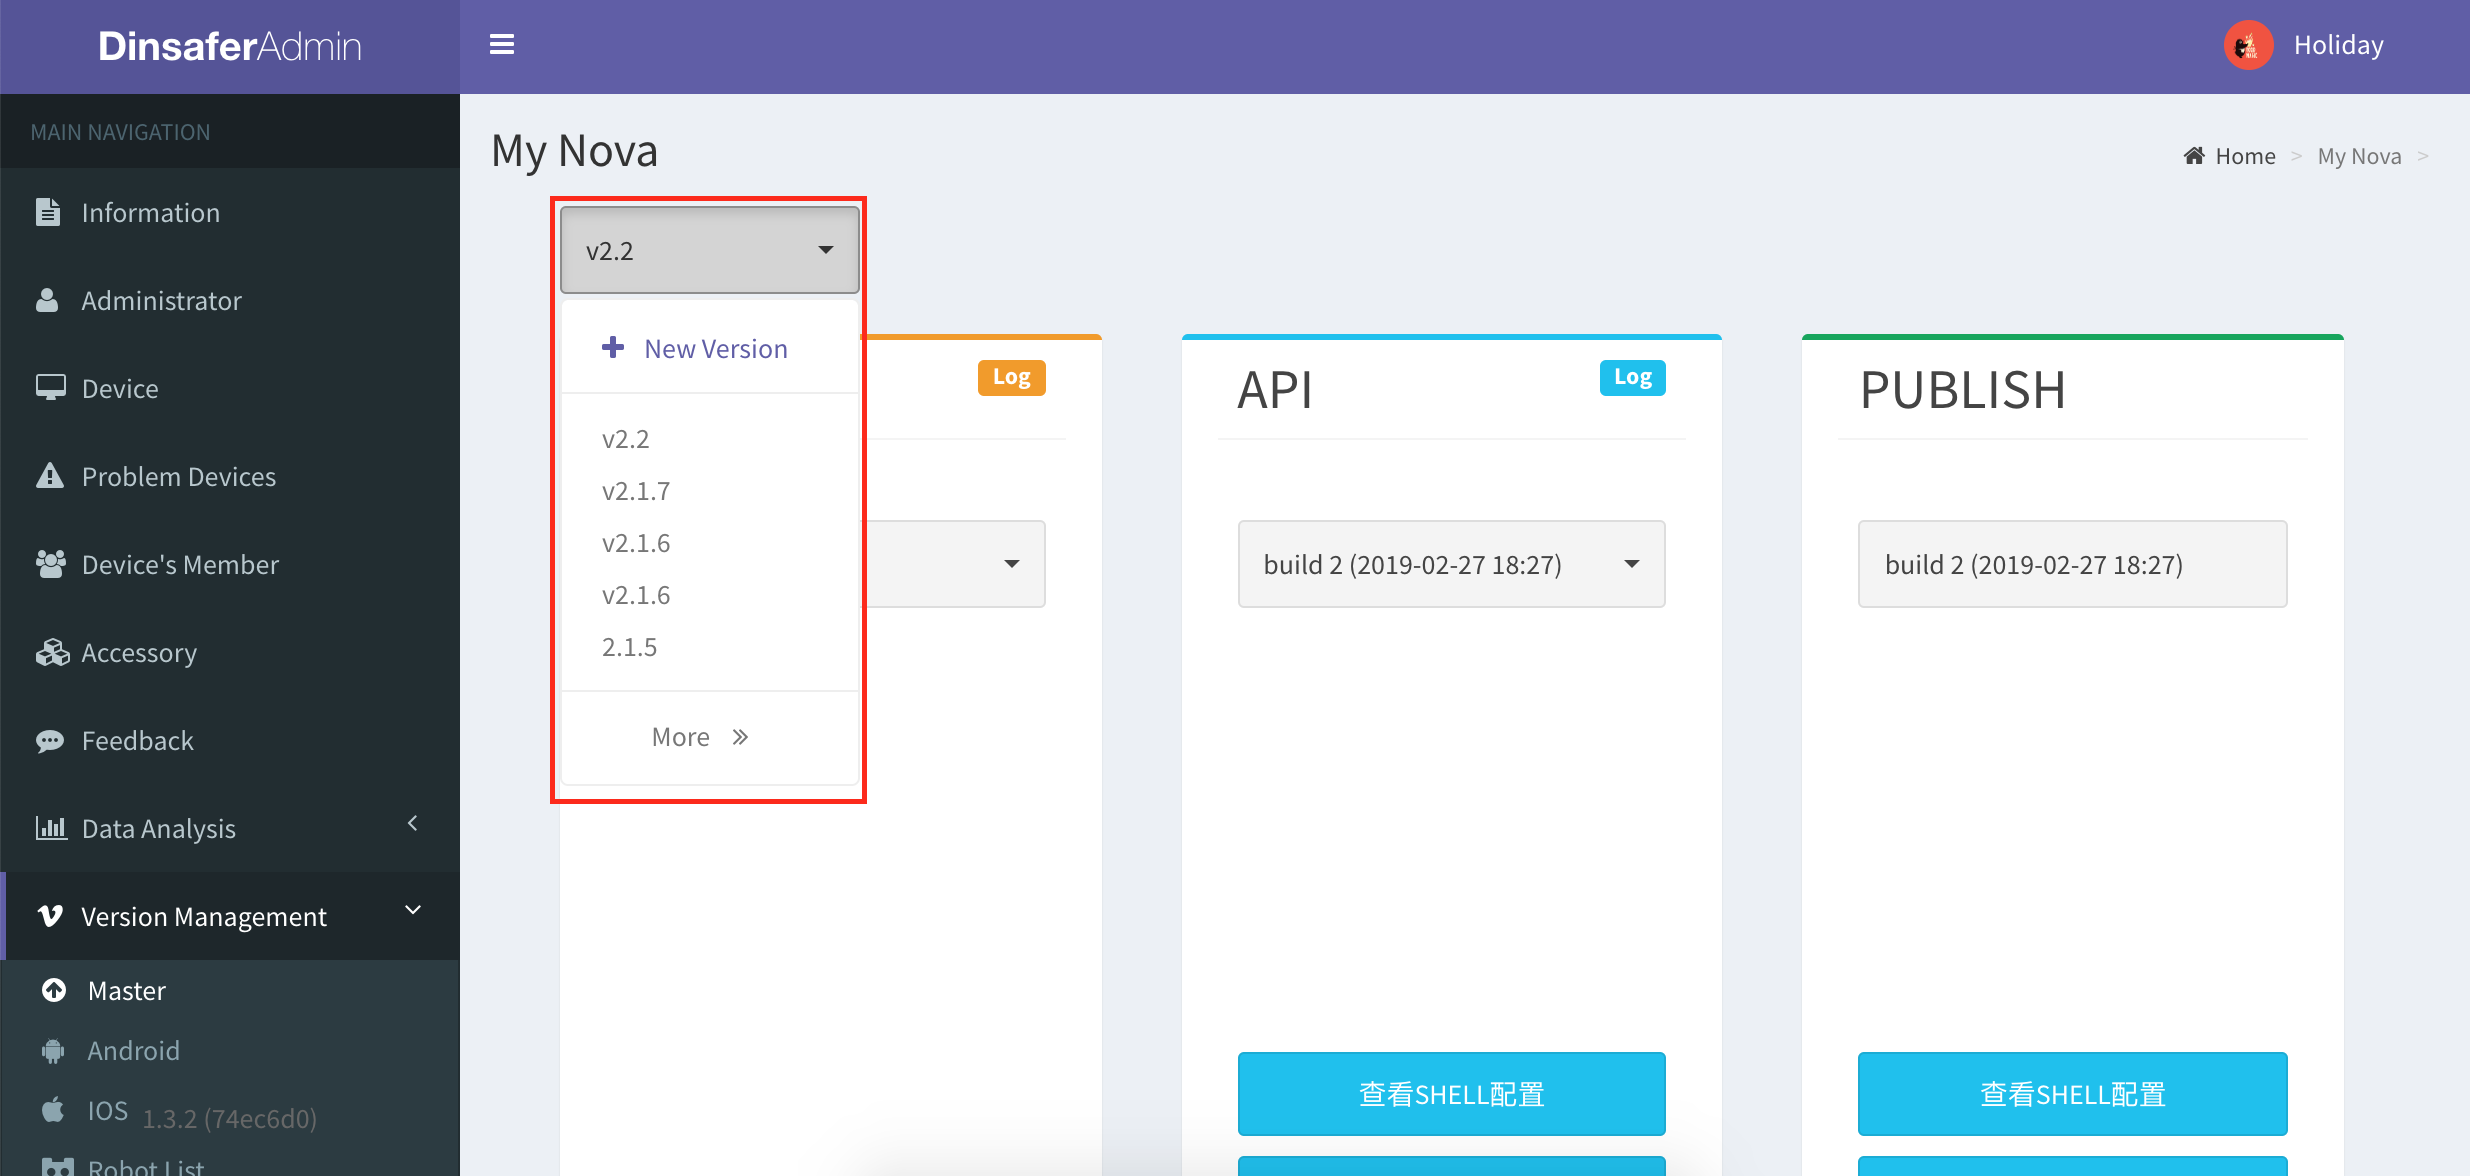 DinsaferAdmin
Holiday
MAIN NAVIGATION
Information
Administrator
Device
Problem Devices
Device's Member
Accessory
Feedback
Data Analysis
Version Management
Master
Android
IOS
1.3.2 (74ec6d0)
Robot List
My Nova
Home > My Nova >
v2.2
New Version
v2.2
v2.1.7
v2.1.6
v2.1.6
2.1.5
More
Log
API
Log
build 2 (2019-02-27 18:27)
查看SHELL配置
PUBLISH
build 2 (2019-02-27 18:27)
查看SHELL配置